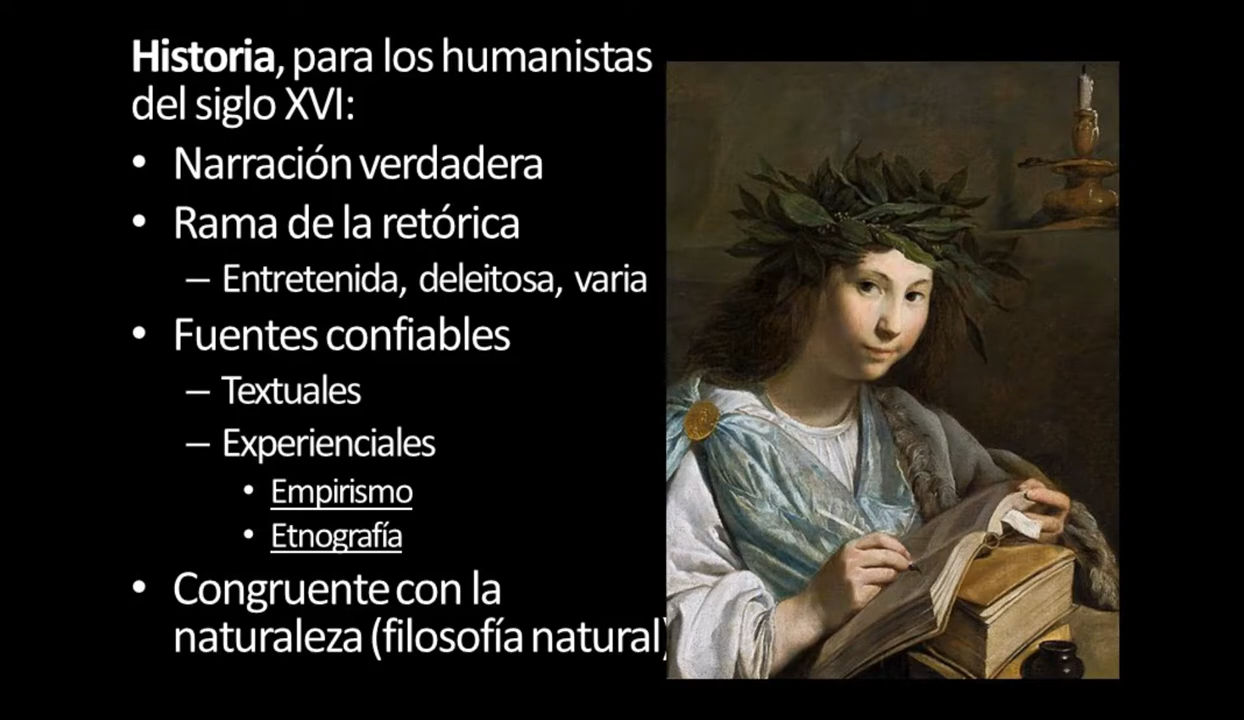 Historia, para los humanistas
del siglo XVI:
• Narración verdadera
• Rama de la retórica
– Entretenida, deleitosa, varia
• Fuentes confiables
– Textuales
– Experienciales
• Empirismo
• Etnografía
• Congruente con la
naturaleza (filosofía natural)